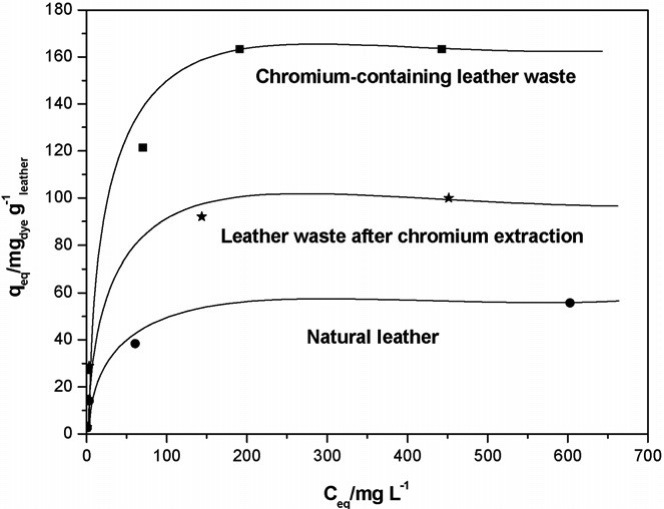 180
160
140
120
100
80
60
40
20
0
q_eq/mg_dye g^-1_leather
Chromium-containing leather waste
Leather waste after chromium extraction
Natural leather
0 100 200 300 400 500 600 700
C_eq/mg L^-1